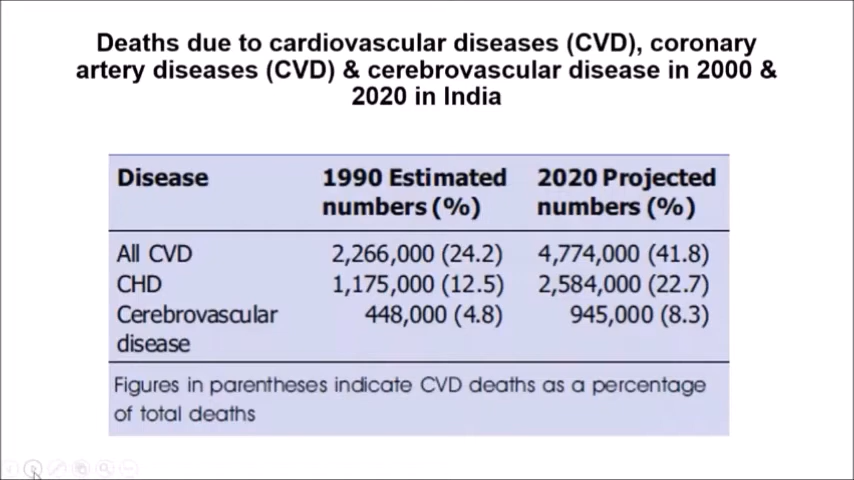 Deaths due to cardiovascular diseases (CVD), coronary
artery diseases (CVD) & cerebrovascular disease in 2000 &
2020 in India
Disease 1990 Estimated numbers (%) 2020 Projected numbers (%)
All CVD 2,266,000 (24.2) 4,774,000 (41.8)
CHD 1,175,000 (12.5) 2,584,000 (22.7)
Cerebrovascular disease 448,000 (4.8) 945,000 (8.3)
Figures in parentheses indicate CVD deaths as a percentage
of total deaths